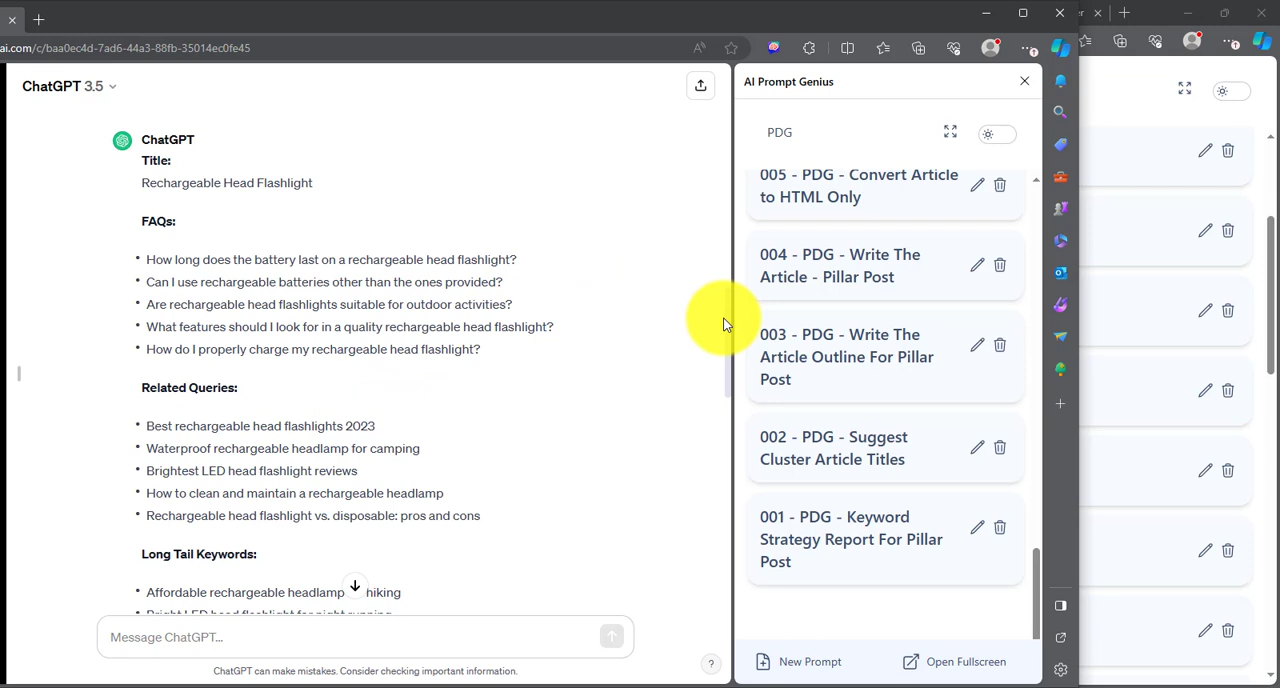 er
ai.com/c/baa0ec4d-7ad6-44a3-88fb-35014ec0fe45
ChatGPT 3.5
ChatGPT
Title:
Rechargeable Head Flashlight
FAQs:
• How long does the battery last on a rechargeable head flashlight?
• Can I use rechargeable batteries other than the ones provided?
• Are rechargeable head flashlights suitable for outdoor activities?
• What features should I look for in a quality rechargeable head flashlight?
• How do I properly charge my rechargeable head flashlight?
Related Queries:
• Best rechargeable head flashlights 2023
• Waterproof rechargeable headlamp for camping
• Brightest LED head flashlight reviews
• How to clean and maintain a rechargeable headlamp
• Rechargeable head flashlight vs. disposable: pros and cons
Long Tail Keywords:
• Affordable rechargeable headlamp hiking
• Bright LED head flashlight for night running
Message ChatGPT...
ChatGPT can make mistakes. Consider checking important information.
?
AI Prompt Genius
PDG
005 - PDG - Convert Article
to HTML Only
004 - PDG - Write The
Article - Pillar Post
003 - PDG - Write The
Article Outline For Pillar
Post
002 - PDG - Suggest
Cluster Article Titles
001 - PDG - Keyword
Strategy Report For Pillar
Post
New Prompt
Open Fullscreen